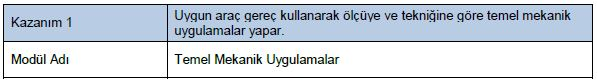 Kazanım 1
Uygun araç gereç kullanarak ölçüye ve tekniğine göre temel mekanik
uygulamalar yapar.
Modül Adı
Temel Mekanik Uygulamalar